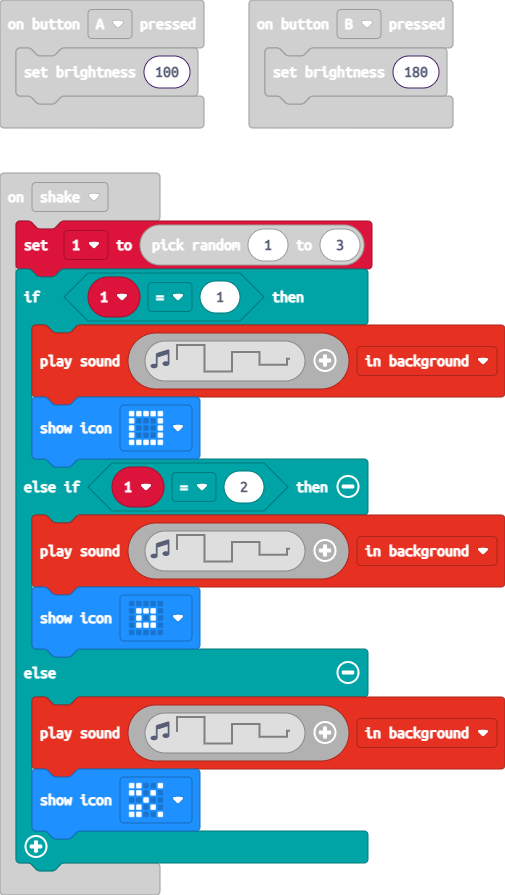 on button A pressed
set brightness 100
on button B pressed
set brightness 180
on shake
set 1 to pick random 1 to 3
if 1 = 1 then
play sound in background
show icon
else if 1 = 2 then
play sound in background
show icon
else
play sound in background
show icon